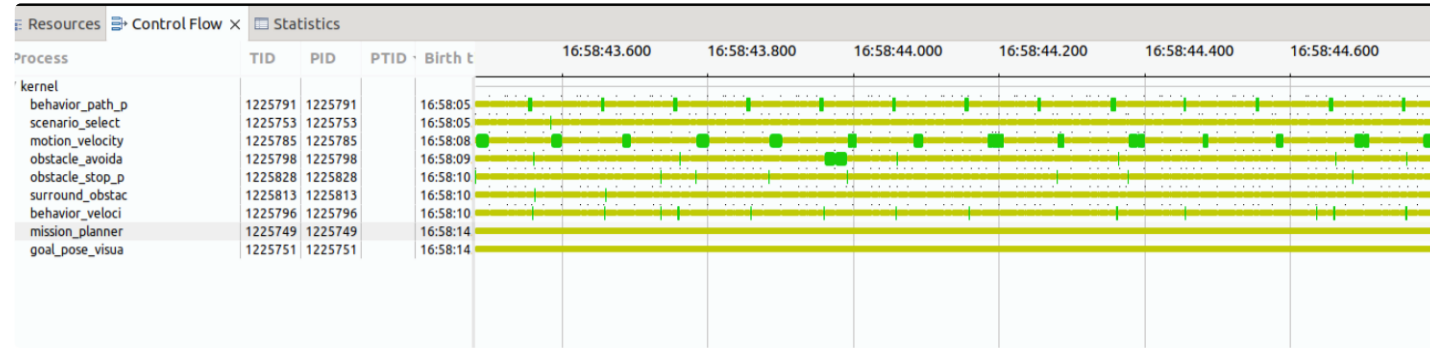 Resources Control Flow × Statistics
Process TID PID PTID Birth t 16:58:43.600 16:58:43.800 16:58:44.000 16:58:44.200 16:58:44.400 16:58:44.600
kernel
behavior_path_p 1225791 1225791 16:58:05
scenario_select 1225753 1225753 16:58:05
motion_velocity 1225785 1225785 16:58:08
obstacle_avoida 1225798 1225798 16:58:09
obstacle_stop_p 1225828 1225828 16:58:10
surround_obstac 1225813 1225813 16:58:10
behavior_veloci 1225796 1225796 16:58:10
mission_planner 1225749 1225749 16:58:14
goal_pose_visua 1225751 1225751 16:58:14